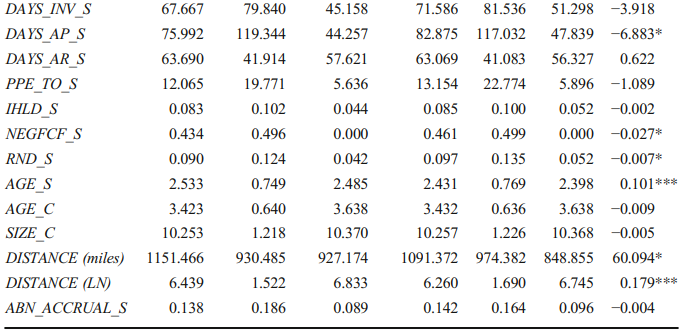 DAYS_INV_S 67.667 79.840 45.158 71.586 81.536 51.298 −3.918
DAYS_AP_S 75.992 119.344 44.257 82.875 117.032 47.839 −6.883*
DAYS_AR_S 63.690 41.914 57.621 63.069 41.083 56.327 0.622
PPE_TO_S 12.065 19.771 5.636 13.154 22.774 5.896 −1.089
IHLD_S 0.083 0.102 0.044 0.085 0.100 0.052 −0.002
NEGFCF_S 0.434 0.496 0.000 0.461 0.499 0.000 −0.027*
RND_S 0.090 0.124 0.042 0.097 0.135 0.052 −0.007*
AGE_S 2.533 0.749 2.485 2.431 0.769 2.398 0.101***
AGE_C 3.423 0.640 3.638 3.432 0.636 3.638 −0.009
SIZE_C 10.253 1.218 10.370 10.257 1.226 10.368 −0.005
DISTANCE (miles) 1151.466 930.485 927.174 1091.372 974.382 848.855 60.094*
DISTANCE (LN) 6.439 1.522 6.833 6.260 1.690 6.745 0.179***
ABN_ACCRUAL_S 0.138 0.186 0.089 0.142 0.164 0.096 −0.004